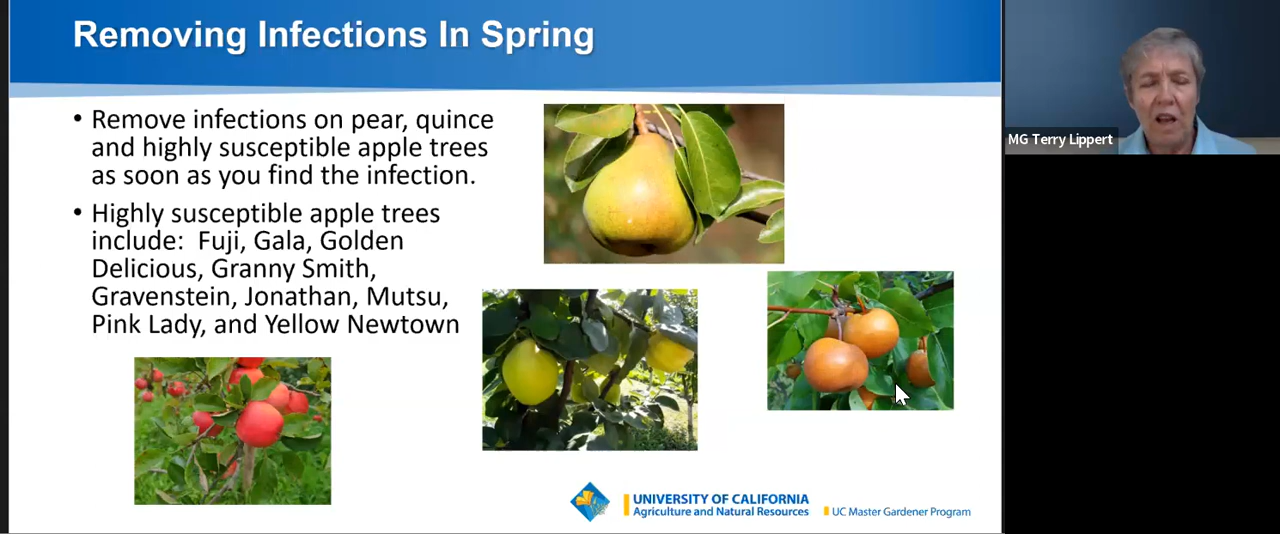 Removing Infections In Spring
• Remove infections on pear, quince
and highly susceptible apple trees
as soon as you find the infection.
• Highly susceptible apple trees
include:  Fuji, Gala, Golden
Delicious, Granny Smith,
Gravenstein, Jonathan, Mutsu,
Pink Lady, and Yellow Newtown
MG Terry Lippert
UNIVERSITY OF CALIFORNIA
Agriculture and Natural Resources
UC Master Gardener Program